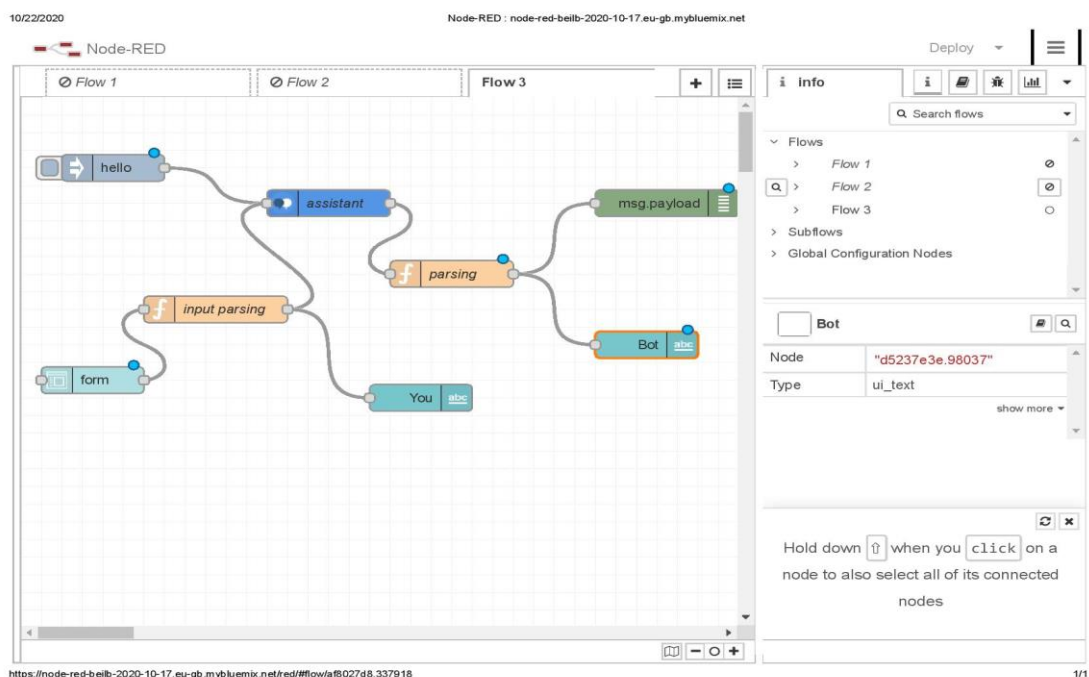 10/22/2020
Node-RED : node-red-beilb-2020-10-17.eu-gb.mybluemix.net
Node-RED
Deploy
Flow 1
Flow 2
Flow 3
i info
i
Search flows
Flows
Flow 1
Flow 2
Flow 3
Subflows
Global Configuration Nodes
hello
assistant
msg.payload
f parsing
f input parsing
Bot abc
form
You abc
Bot
Node "d5237e3e.98037"
Type ui_text
show more
Hold down ⇧ when you click on a
node to also select all of its connected
nodes
https://node-red-beilb-2020-10-17.eu-gb.mybluemix.net/red/#flow/af8027d8.337918
1/1